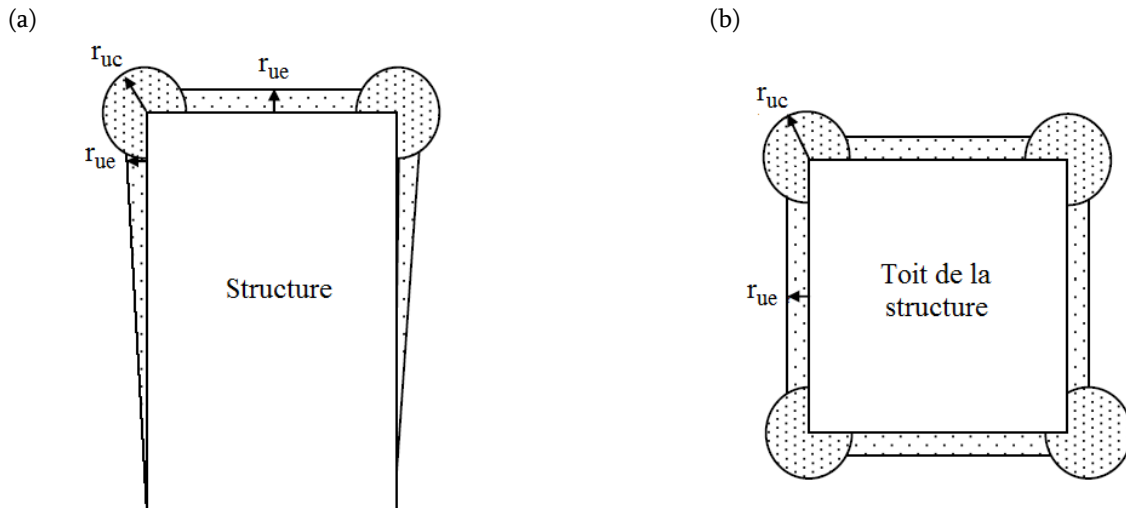 (a)
r_uc
r_ue
r_ue
Structure
(b)
r_uc
r_ue
Toit de la
structure